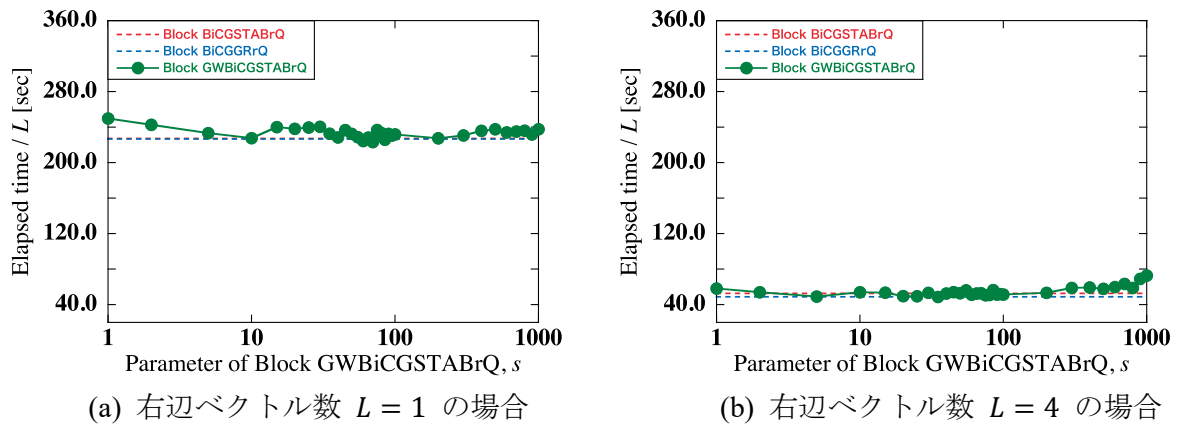 360.0
280.0
200.0
120.0
40.0
Elapsed time / L [sec]
Block BiCGSTABrQ
Block BiCGGRrQ
Block GWBiCGSTABrQ
1 10 100 1000
Parameter of Block GWBiCGSTABrQ, s
(a) 右辺ベクトル数 L = 1 の場合
360.0
280.0
200.0
120.0
40.0
Elapsed time / L [sec]
Block BiCGSTABrQ
Block BiCGGRrQ
Block GWBiCGSTABrQ
1 10 100 1000
Parameter of Block GWBiCGSTABrQ, s
(b) 右辺ベクトル数 L = 4 の場合